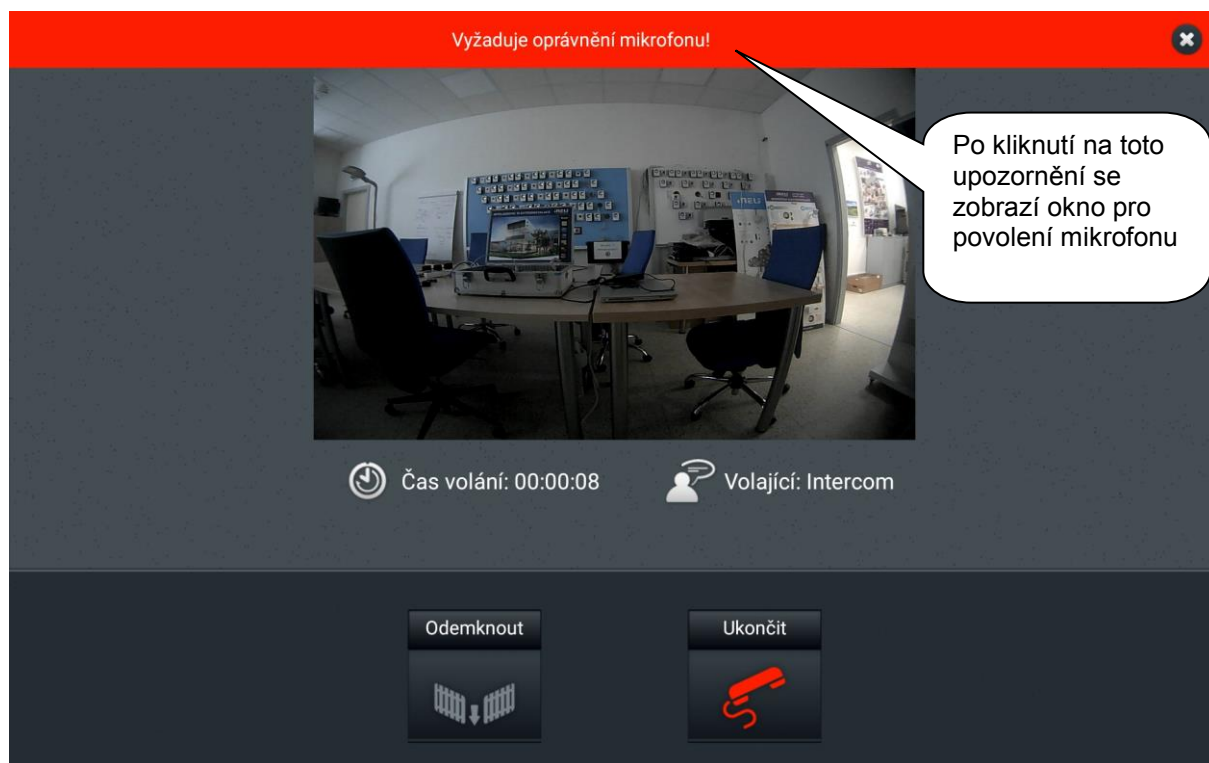 Vyžaduje oprávnění mikrofonu!
Po kliknutí na toto
upozornění se
zobrazí okno pro
povolení mikrofonu
Čas volání: 00:00:08
Volající: Intercom
Odemknout
Ukončit